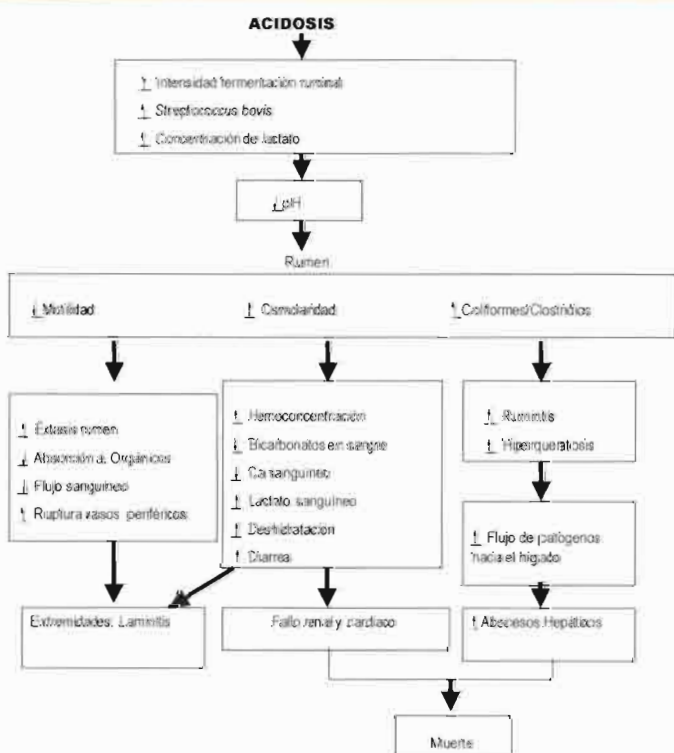 ACIDOSIS
↑ Intensidad fermentación ruminal
↑ Streptococcus bovis
↑ Concentración de lactato
↓ pH
Rumen
↓ Motilidad
↑ Osmolaridad
↑ Coliformes/Clostridios
↑ Extasis rumen
↓ Absorción a. Orgánicos
↓ Flujo sanguíneo
↑ Ruptura vasos periféricos
↑ Hemoconcentración
↓ Bicarbonatos en sangre
↓ Ca sanguíneo
↑ Lactato sanguíneo
↑ Deshidratación
↑ Diarrea
↑ Ruminitis
↑ Hiperqueratosis
↑ Flujo de patógenos
hacia el hígado
Extremidades: Laminitis
Fallo renal y cardiaco
↑ Abscesos Hepáticos
Muerte